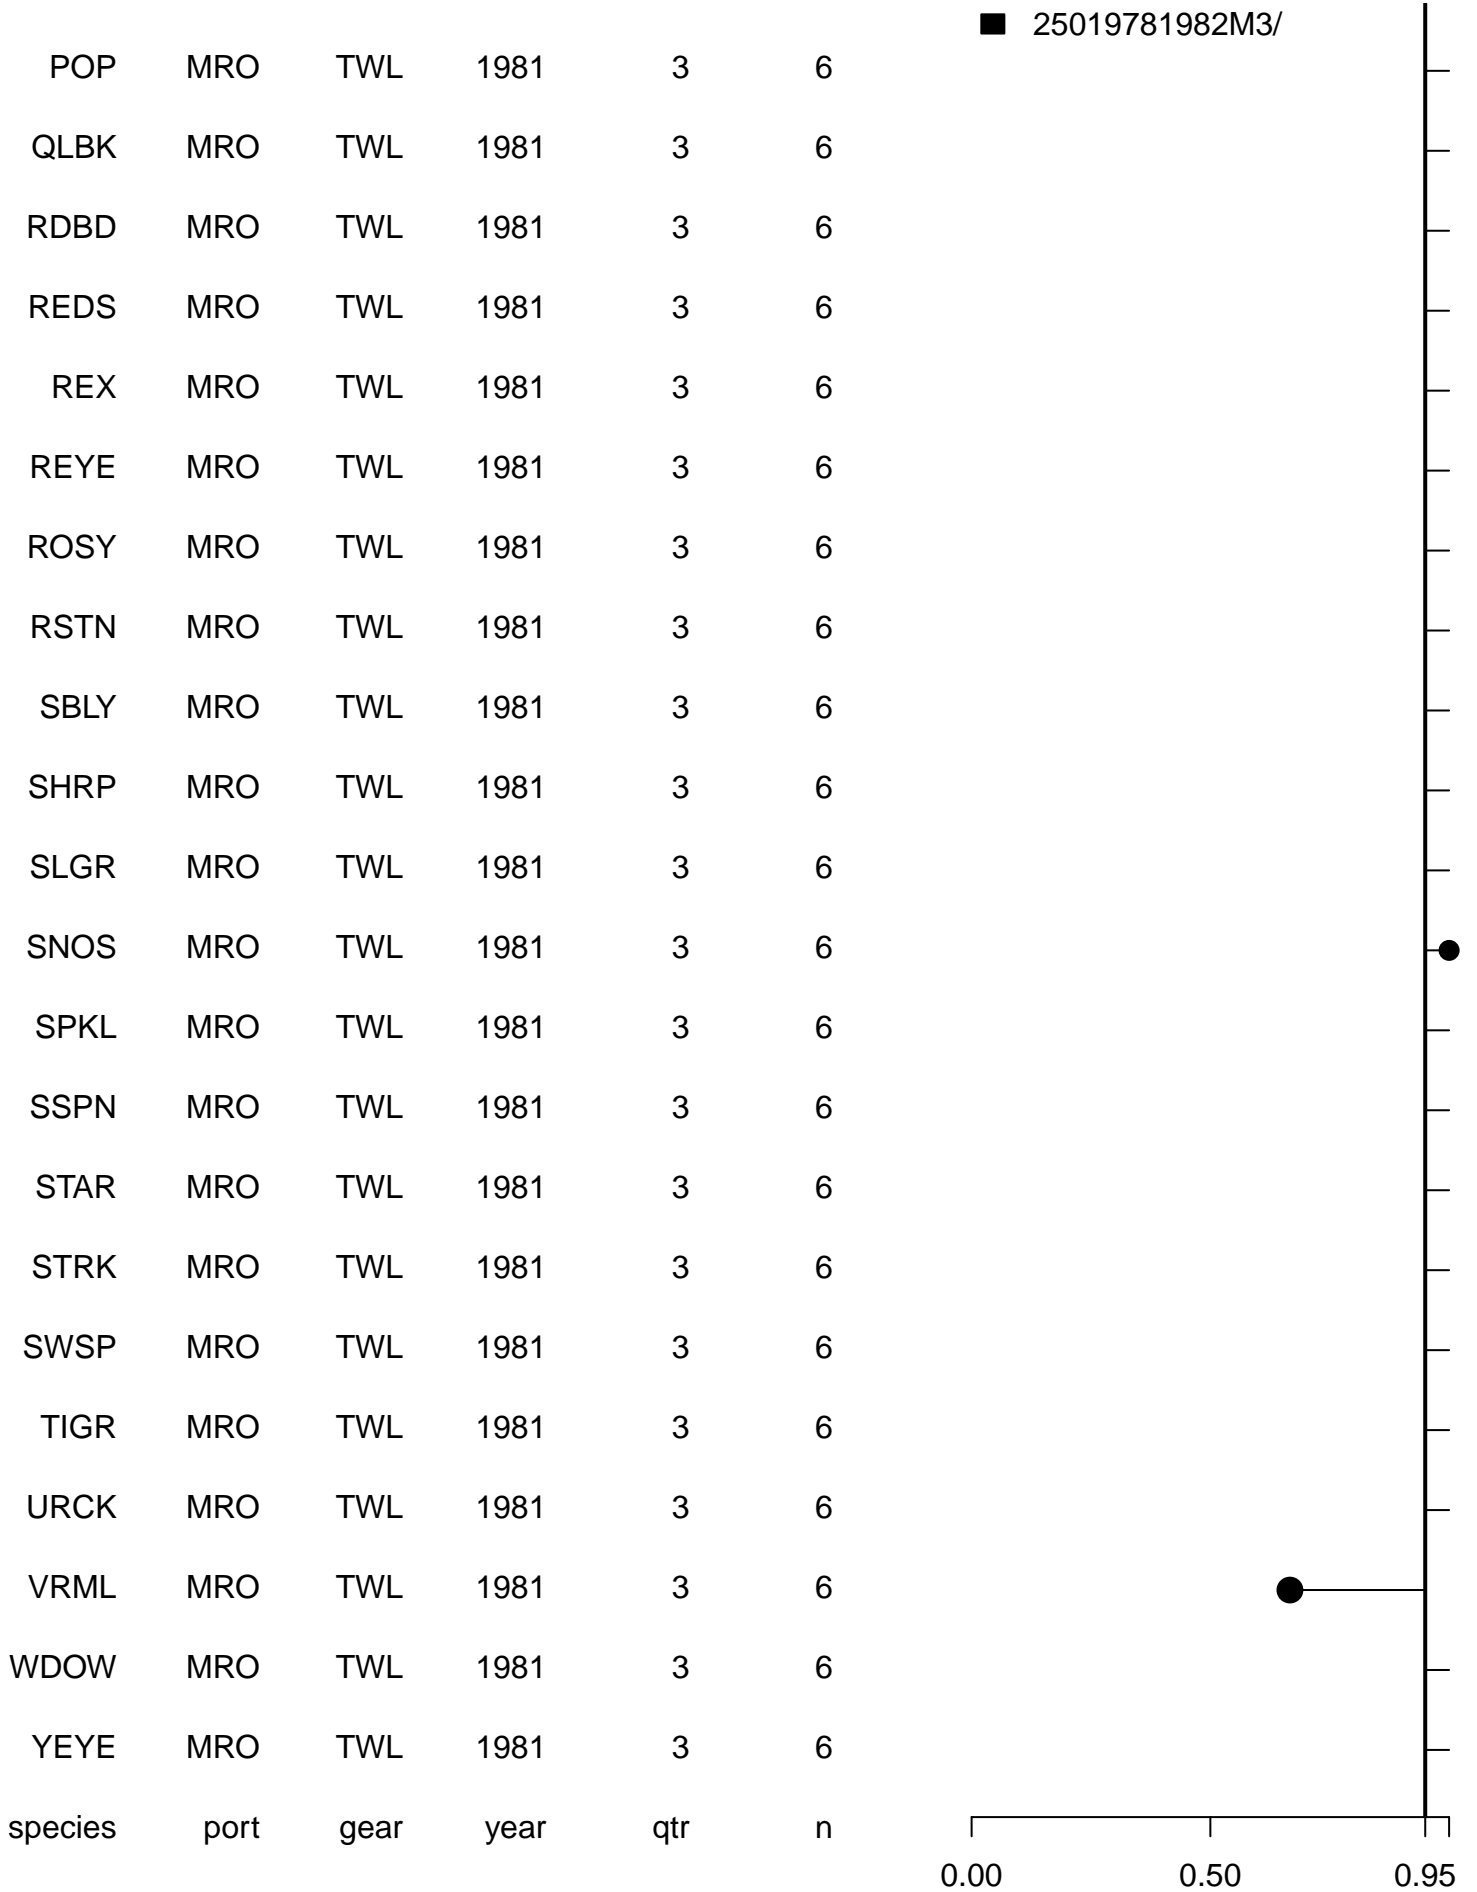 25019781982M3/
POP MRO TWL 1981 3 6
QLBK MRO TWL 1981 3 6
RDBD MRO TWL 1981 3 6
REDS MRO TWL 1981 3 6
REX MRO TWL 1981 3 6
REYE MRO TWL 1981 3 6
ROSY MRO TWL 1981 3 6
RSTN MRO TWL 1981 3 6
SBLY MRO TWL 1981 3 6
SHRP MRO TWL 1981 3 6
SLGR MRO TWL 1981 3 6
SNOS MRO TWL 1981 3 6
SPKL MRO TWL 1981 3 6
SSPN MRO TWL 1981 3 6
STAR MRO TWL 1981 3 6
STRK MRO TWL 1981 3 6
SWSP MRO TWL 1981 3 6
TIGR MRO TWL 1981 3 6
URCK MRO TWL 1981 3 6
VRML MRO TWL 1981 3 6
WDOW MRO TWL 1981 3 6
YEYE MRO TWL 1981 3 6
species port gear year qtr n
0.00 0.50 0.95